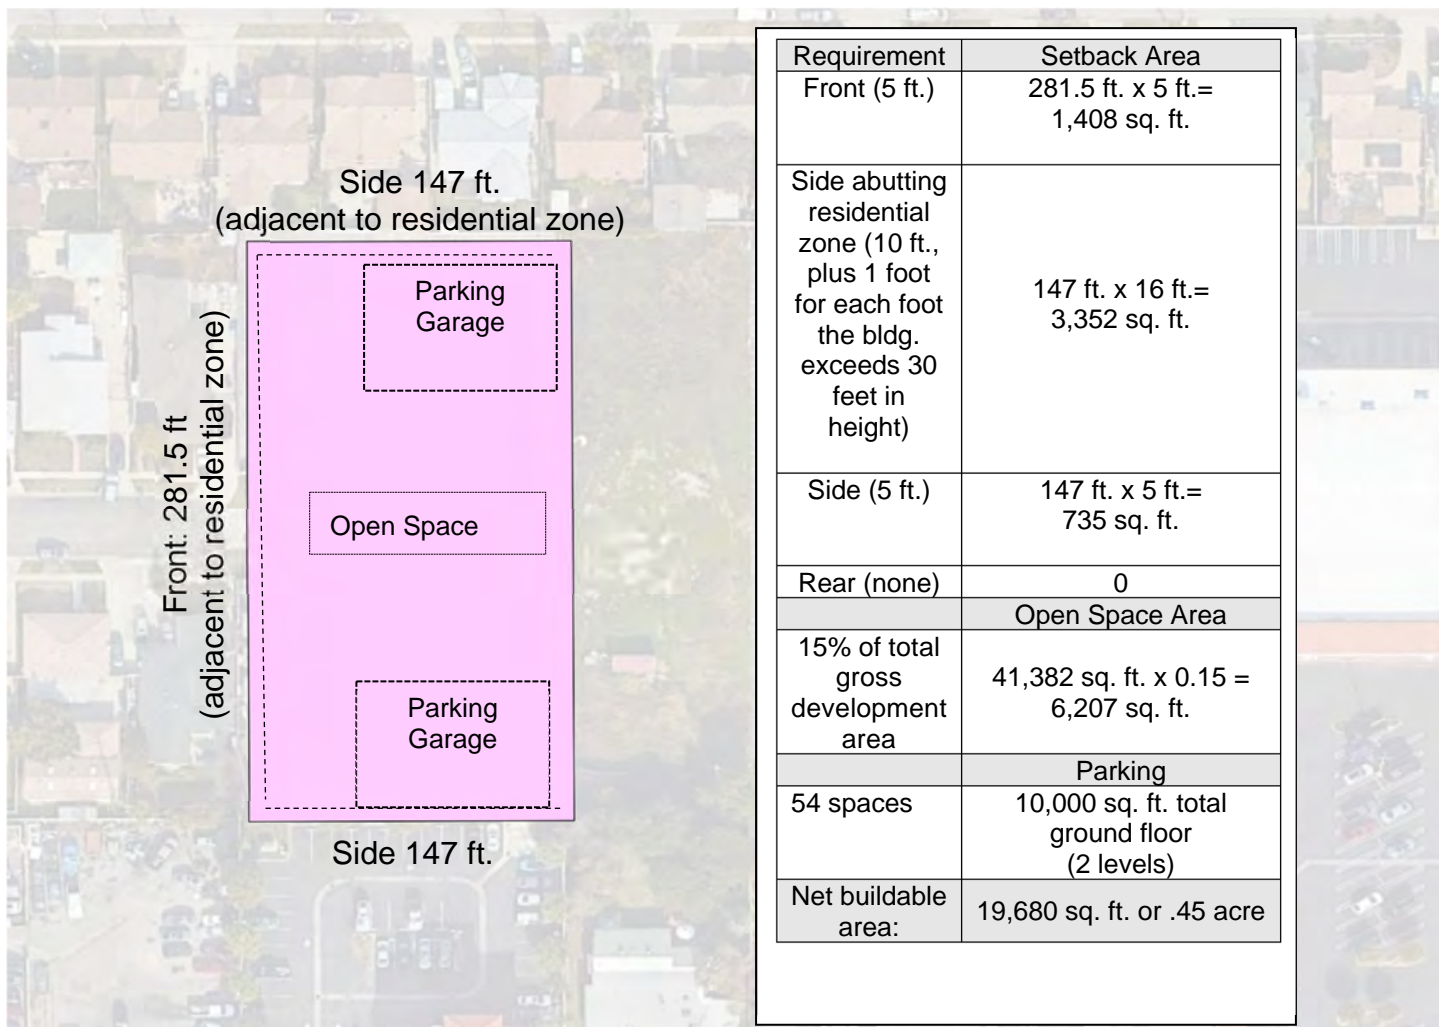 Side 147 ft.
(adjacent to residential zone)
Front: 281.5 ft
(adjacent to residential zone)
Parking
Garage
Open Space
Parking
Garage
Side 147 ft.
Requirement
Setback Area
Front (5 ft.)
281.5 ft. x 5 ft.=
1,408 sq. ft.
Side abutting
residential
zone (10 ft.,
plus 1 foot
for each foot
the bldg.
exceeds 30
feet in
height)
147 ft. x 16 ft.=
3,352 sq. ft.
Side (5 ft.)
147 ft. x 5 ft.=
735 sq. ft.
Rear (none)
0
Open Space Area
15% of total
gross
development
area
41,382 sq. ft. x 0.15 =
6,207 sq. ft.
Parking
54 spaces
10,000 sq. ft. total
ground floor
(2 levels)
Net buildable
area:
19,680 sq. ft. or .45 acre